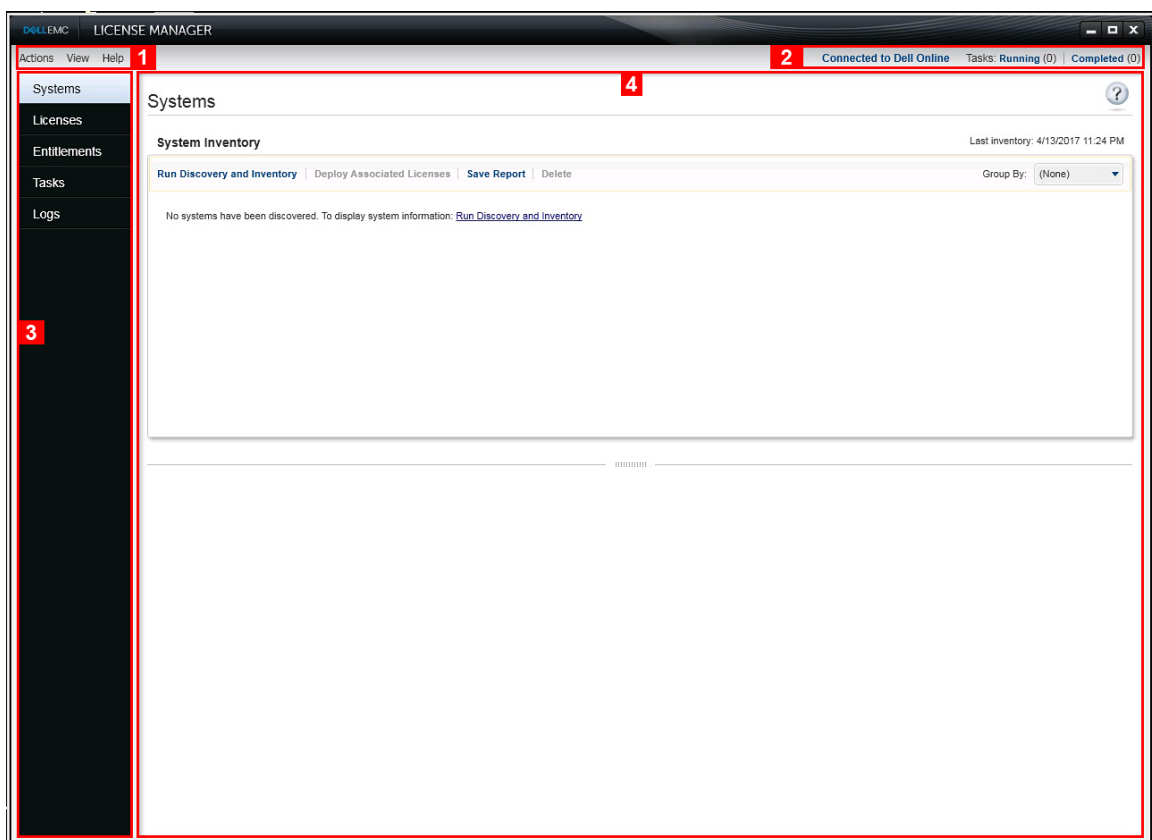 DELLEMC LICENSE MANAGER
Actions View Help 1 2 Connected to Dell Online Tasks: Running (0) Completed (0)
Systems
Licenses
Entitlements
Tasks
Logs
3
4
Systems ?
System Inventory Last inventory: 4/13/2017 11:24 PM
Run Discovery and Inventory Deploy Associated Licenses Save Report Delete Group By: (None)
No systems have been discovered. To display system information: Run Discovery and Inventory